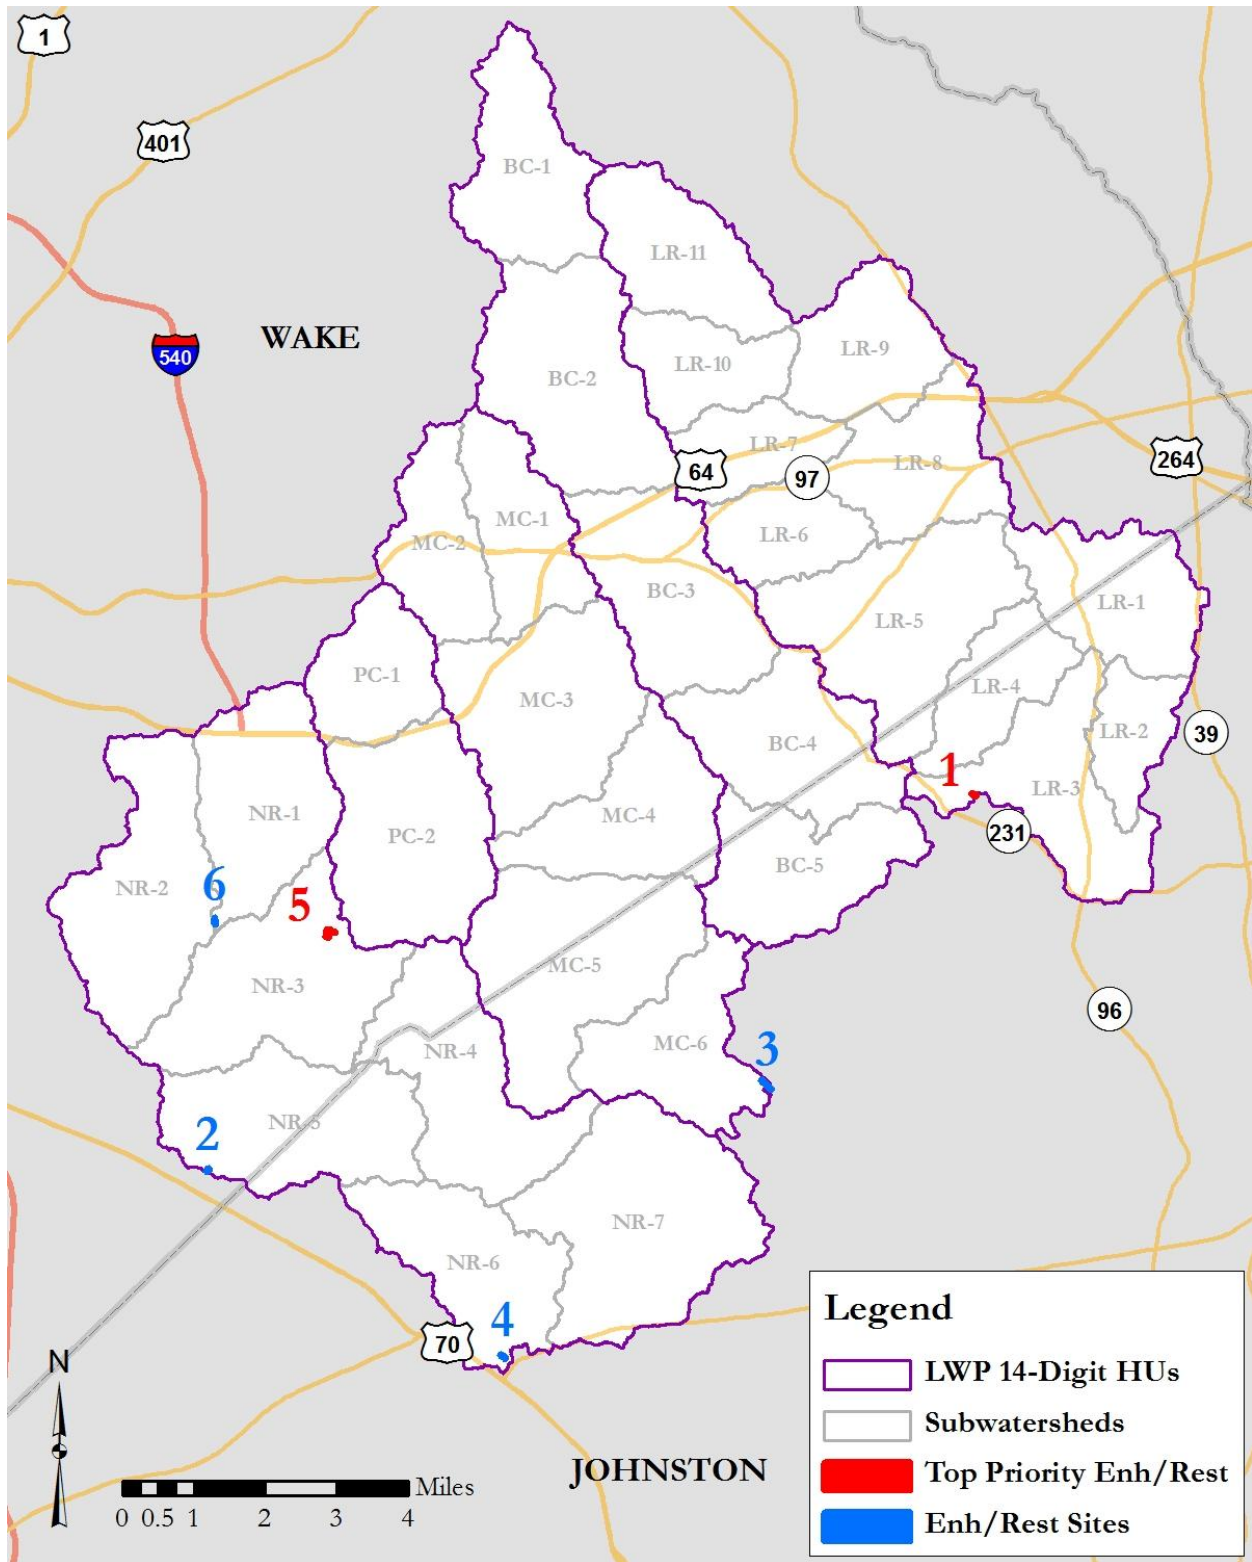 1
401
BC-1
LR-11
WAKE
540
LR-9
LR-10
BC-2
LR-7
64
97
LR-8
264
MC-1
MC-2
LR-6
BC-3
LR-1
LR-5
PC-1
LR-4
MC-3
LR-2
39
BC-4
1
LR-3
NR-1
MC-4
231
PC-2
BC-5
NR-2
6
5
MC-5
NR-3
96
NR-4
MC-6
3
NR-5
2
NR-7
NR-6
4
70
N
JOHNSTON
Miles
0 0.5 1 2 3 4
Legend
LWP 14-Digit HUs
Subwatersheds
Top Priority Enh/Rest
Enh/Rest Sites